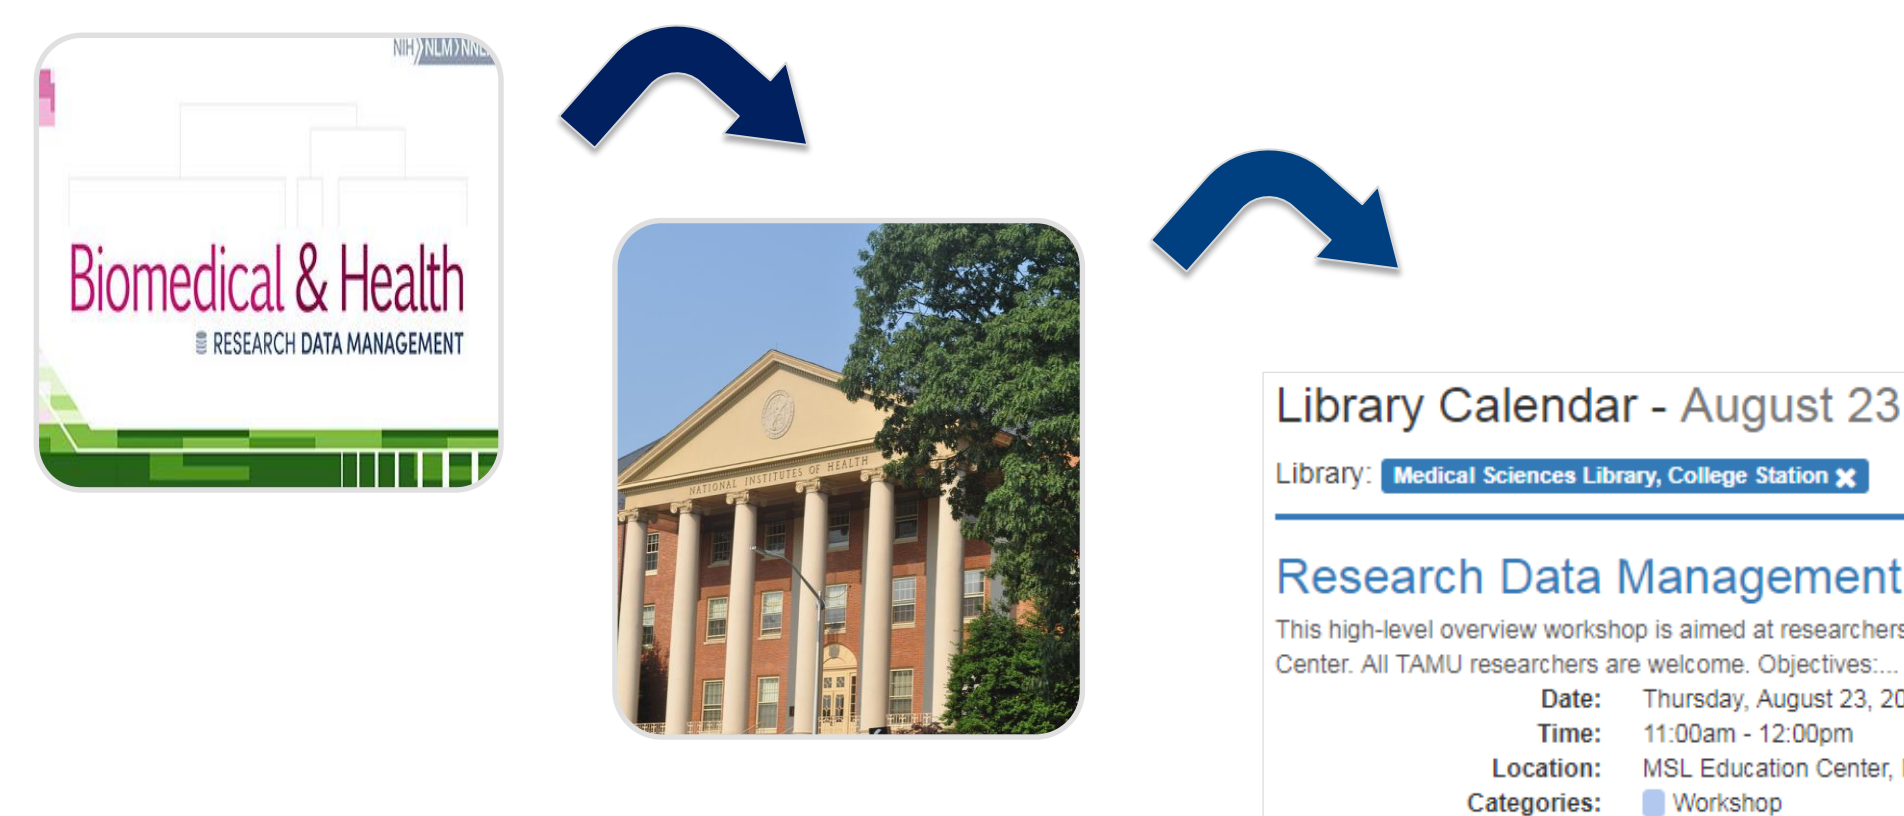 NIH NLM
Biomedical & Health
RESEARCH DATA MANAGEMENT
NATIONAL INSTITUTES OF HEALTH
Library Calendar - August 23
Library: Medical Sciences Library, College Station ✖
Research Data Management
This high-level overview workshop is aimed at researchers
Center. All TAMU researchers are welcome. Objectives:...
Date: Thursday, August 23, 20
Time: 11:00am - 12:00pm
Location: MSL Education Center,
Categories: Workshop